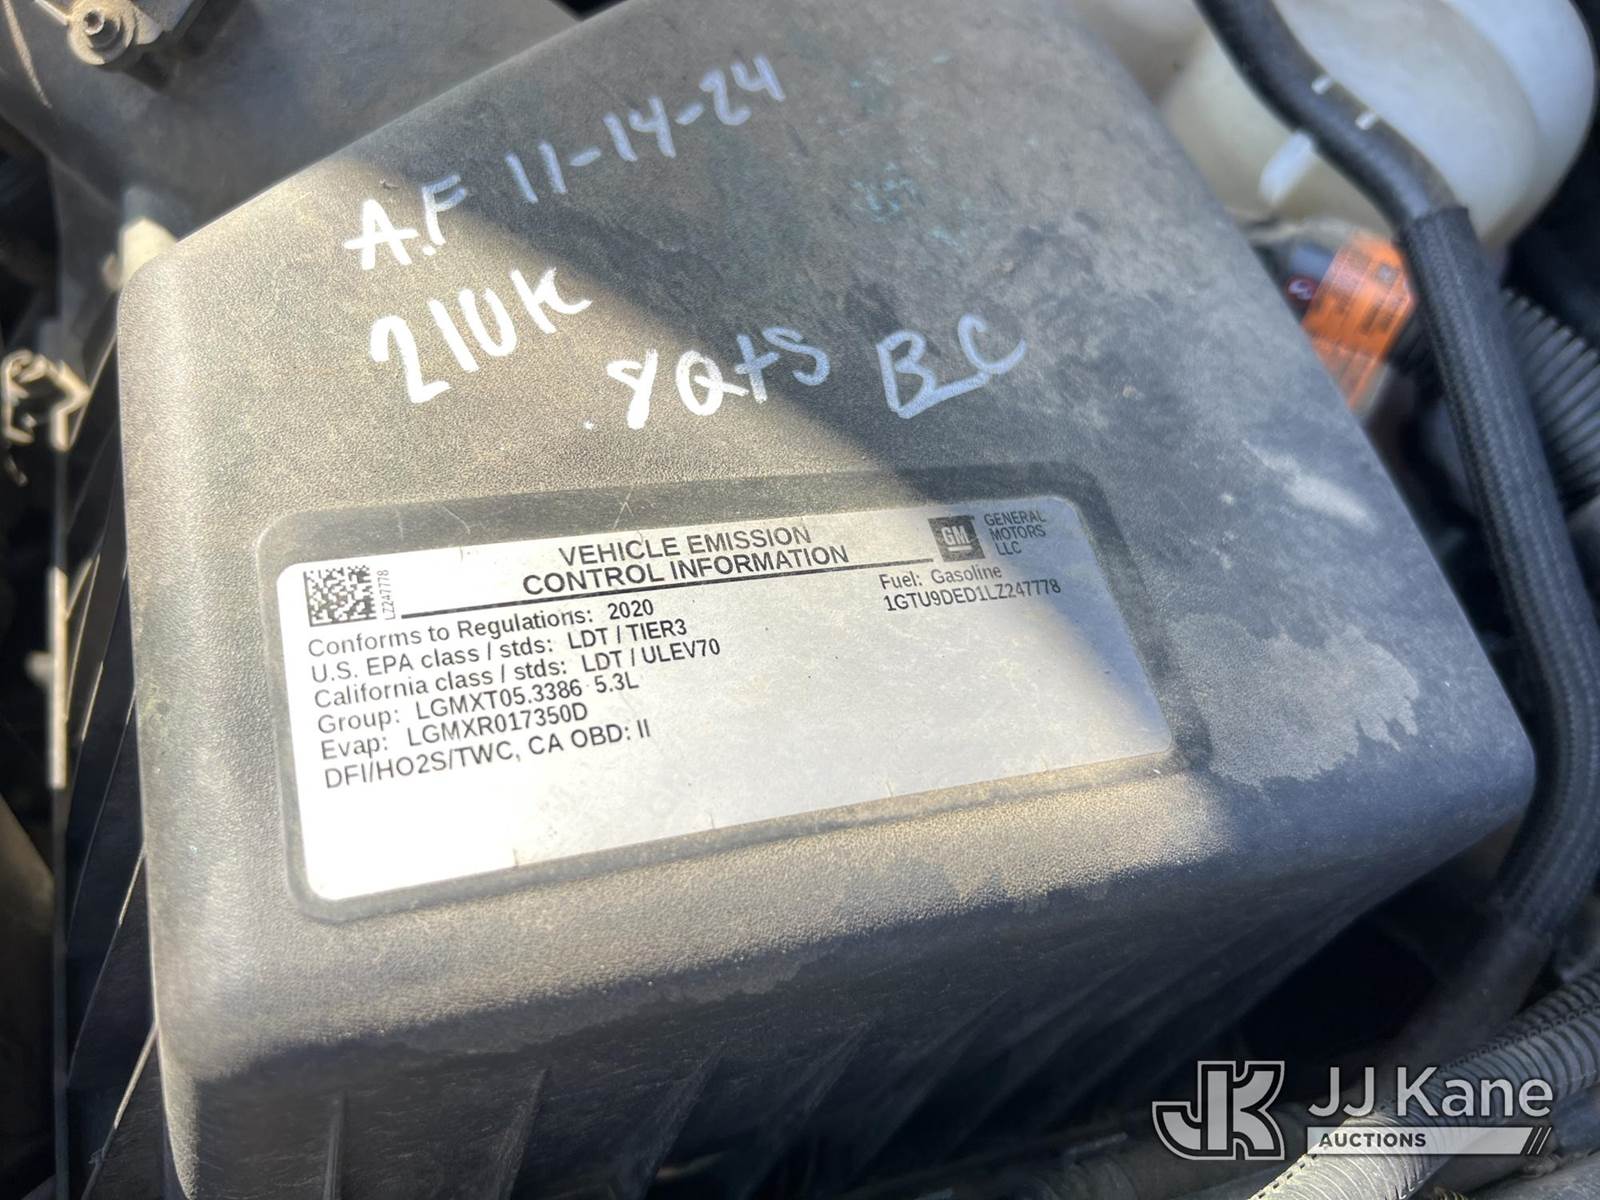 A.F 11-14-24
210K
8 Qts BC
VEHICLE EMISSION
CONTROL INFORMATION
GM
GENERAL
MOTORS
LLC
LZ247778
Fuel: Gasoline
1GTU9DED1LZ247778
Conforms to Regulations: 2020
U.S. EPA class / stds: LDT / TIER3
California class / stds: LDT / ULEV70
Group: LGMXT05.3386 5.3L
Evap: LGMXR017350D
DFI/HO2S/TWC, CA OBD: II
JK JJ Kane
AUCTIONS